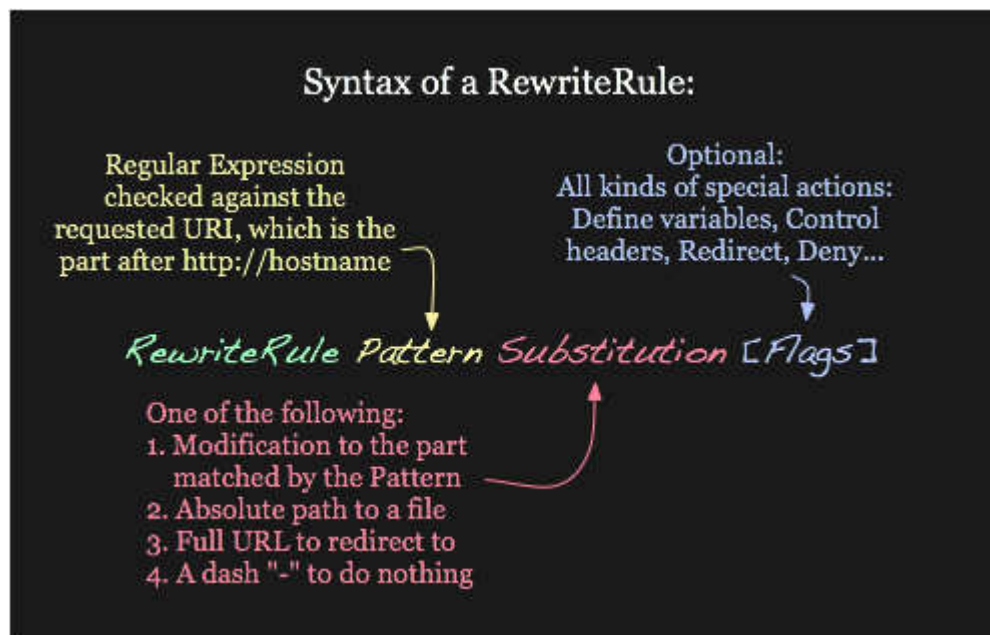 Syntax of a RewriteRule:
Regular Expression
checked against the
requested URI, which is the
part after http://hostname
Optional:
All kinds of special actions:
Define variables, Control
headers, Redirect, Deny...
RewriteRule Pattern Substitution [Flags]
One of the following:
1. Modification to the part
matched by the Pattern
2. Absolute path to a file
3. Full URL to redirect to
4. A dash "-" to do nothing